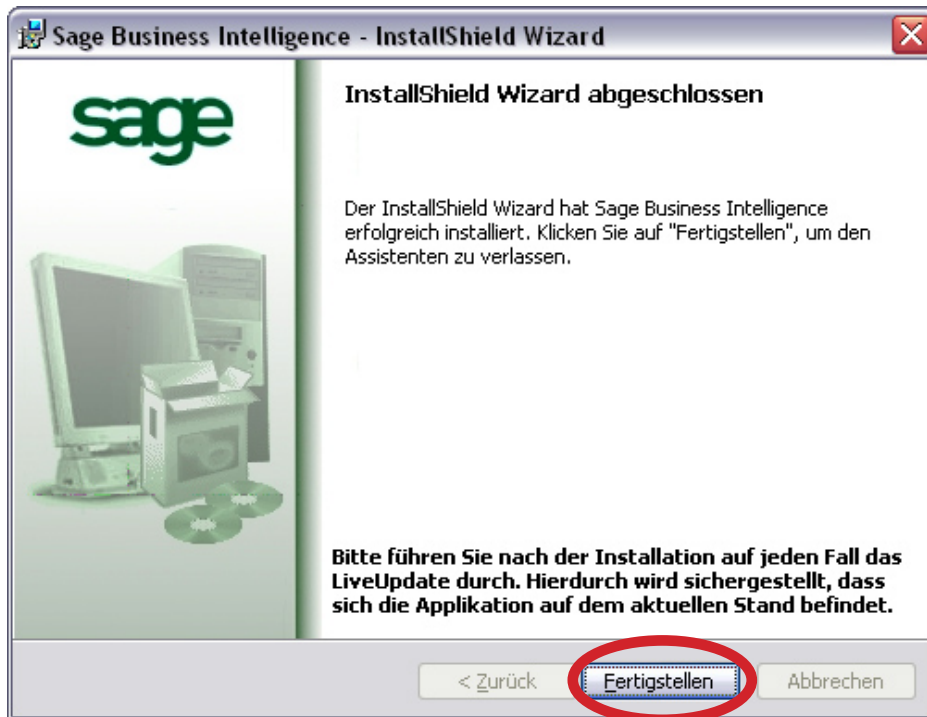 Sage Business Intelligence - InstallShield Wizard
sage
InstallShield Wizard abgeschlossen
Der InstallShield Wizard hat Sage Business Intelligence
erfolgreich installiert. Klicken Sie auf "Fertigstellen", um den
Assistenten zu verlassen.
Bitte führen Sie nach der Installation auf jeden Fall das
LiveUpdate durch. Hierdurch wird sichergestellt, dass
sich die Applikation auf dem aktuellen Stand befindet.
< Zurück
Fertigstellen
Abbrechen